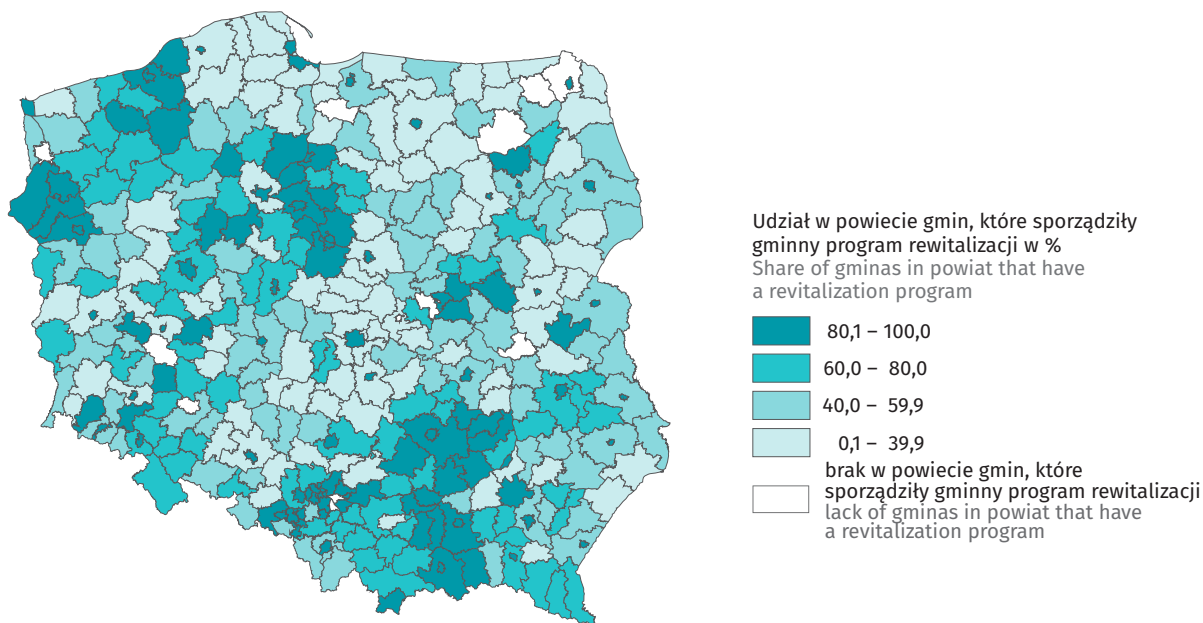 Udział w powiecie gmin, które sporządziły
gminny program rewitalizacji w %
Share of gminas in powiat that have
a revitalization program
80,1 – 100,0
60,0 – 80,0
40,0 – 59,9
0,1 – 39,9
brak w powiecie gmin, które
sporządziły gminny program rewitalizacji
lack of gminas in powiat that have
a revitalization program